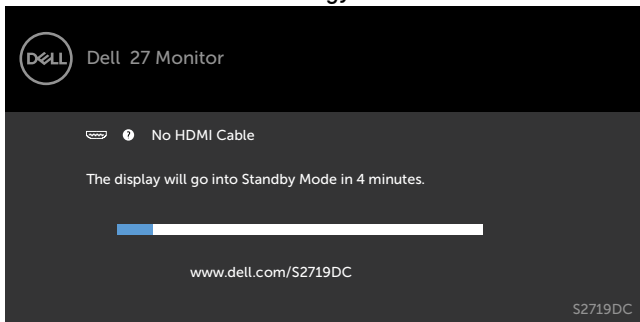 gy
DELL
Dell 27 Monitor
? No HDMI Cable
The display will go into Standby Mode in 4 minutes.
www.dell.com/S2719DC
S2719DC